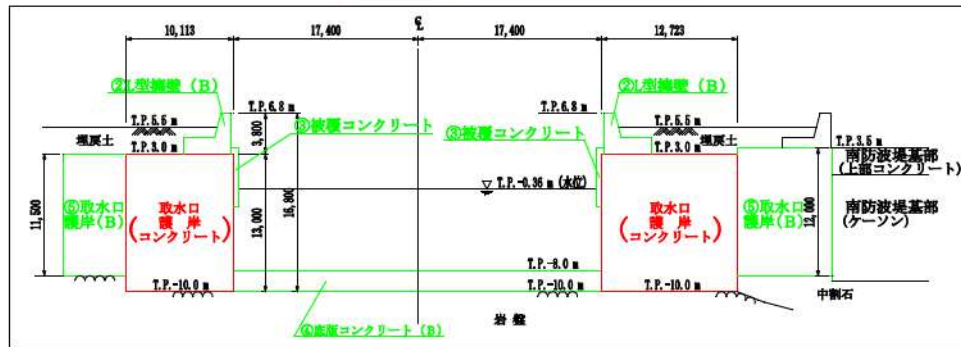 ℄
10,113
17,400
17,400
12,723
②L型擁壁（B）
②L型擁壁（B）
T.P.6.8 m
T.P.6.8 m
T.P.5.5 m
T.P.5.5 m
埋戻土
埋戻土
③被覆コンクリート
③被覆コンクリート
3,800
T.P.3.0 m
T.P.3.0 m
T.P.3.5 m
南防波堤基部
(上部コンクリート)
T.P.-0.36 m (水位)
11,500
⑤取水口
護岸(B)
取水口
護 岸
(コンクリート)
13,000
16,800
取水口
護 岸
(コンクリート)
⑤取水口
護岸(B)
12,000
南防波堤基部
(ケーソン)
T.P.-8.0 m
T.P.-10.0 m
T.P.-10.0 m
T.P.-10.0 m
中割石
岩 盤
④底版コンクリート（B）